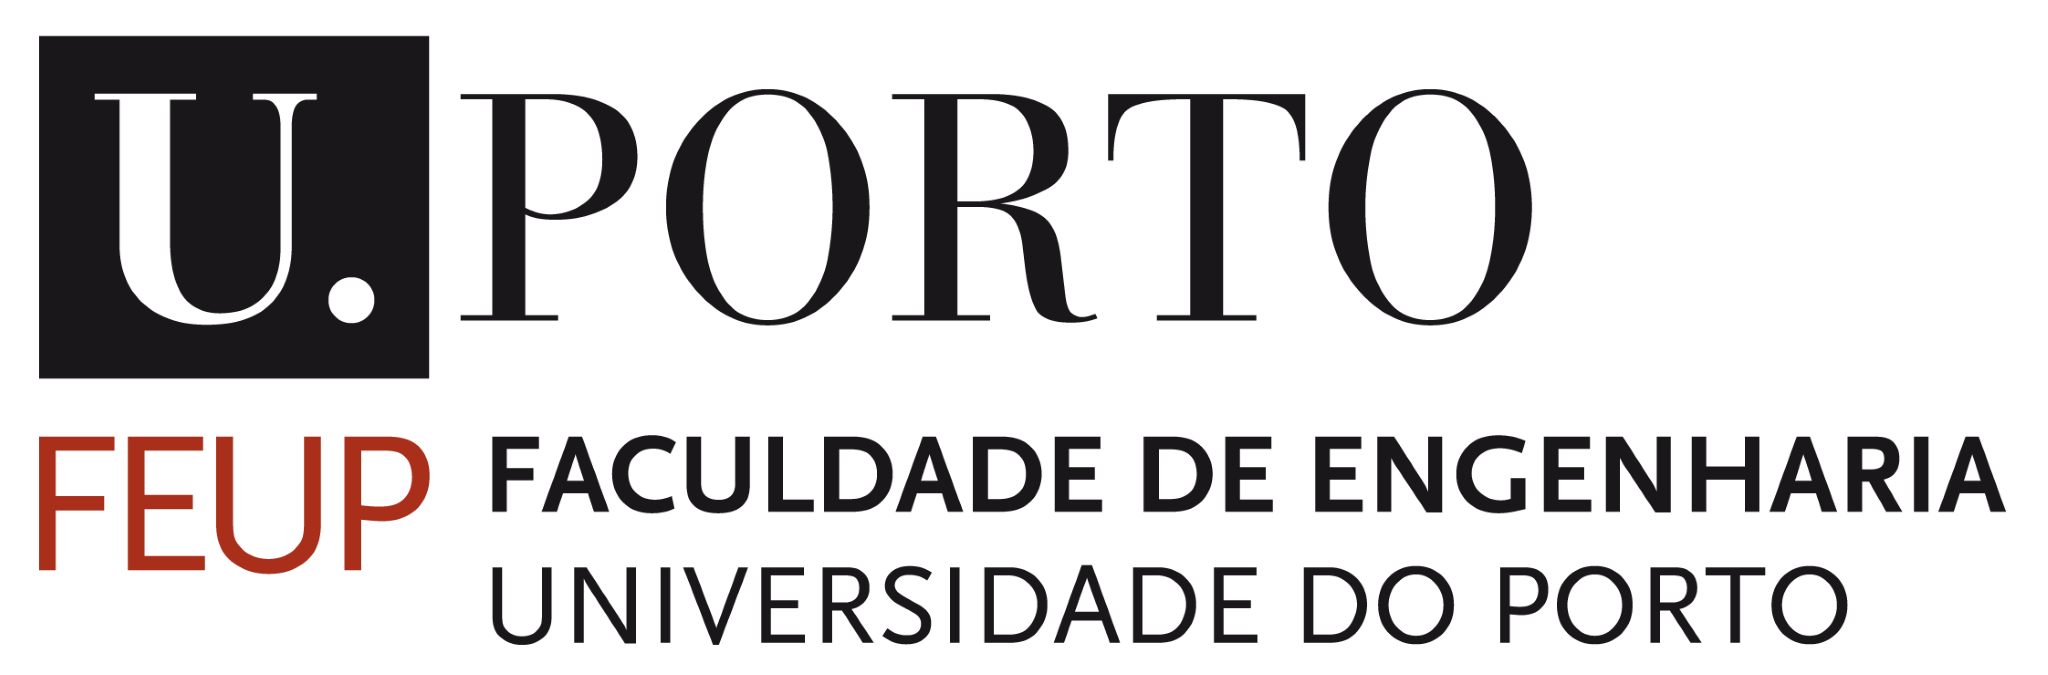 U. PORTO
FEUP FACULDADE DE ENGENHARIA
UNIVERSIDADE DO PORTO